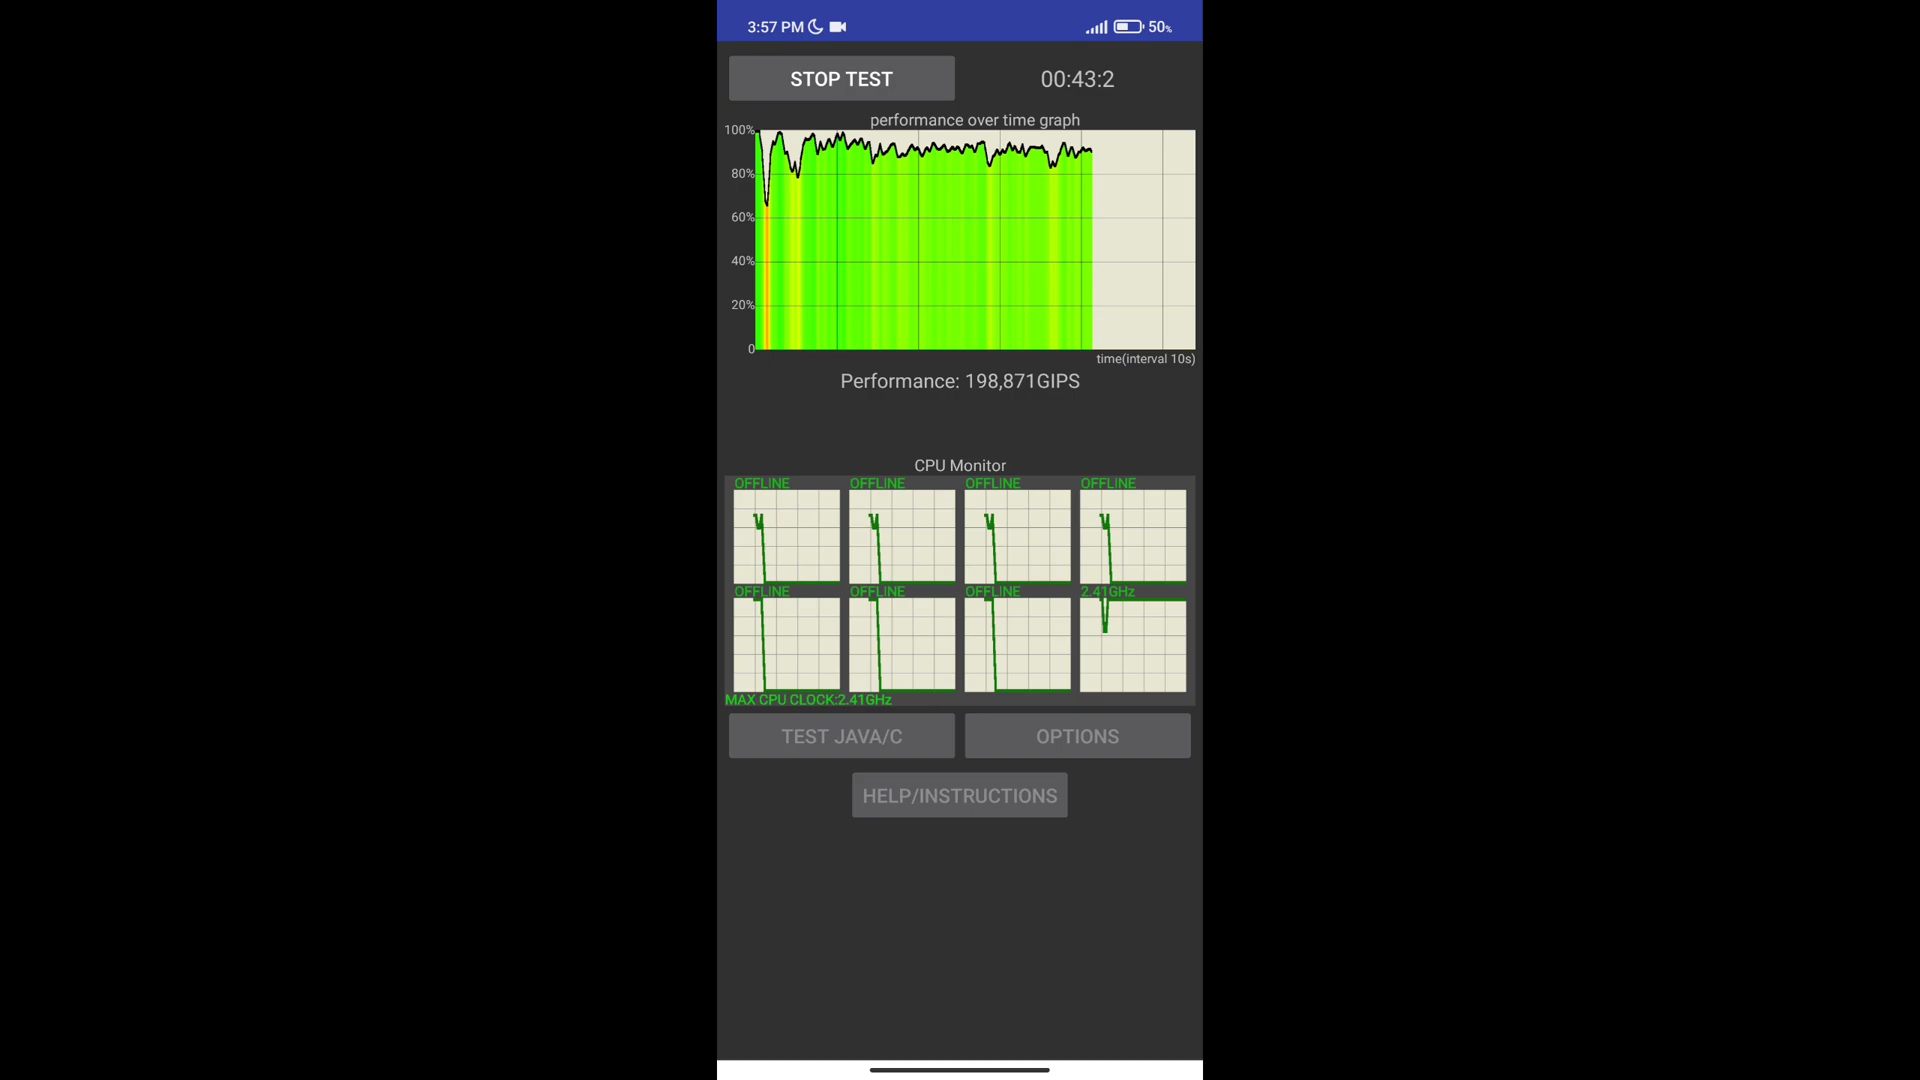 3:57 PM 50%
STOP TEST 00:43:2
performance over time graph
100%
80%
60%
40%
20%
0
time(interval 10s)
Performance: 198,871GIPS
CPU Monitor
OFFLINE OFFLINE OFFLINE OFFLINE
OFFLINE OFFLINE OFFLINE 2.41GHz
MAX CPU CLOCK:2.41GHz
TEST JAVA/C OPTIONS
HELP/INSTRUCTIONS